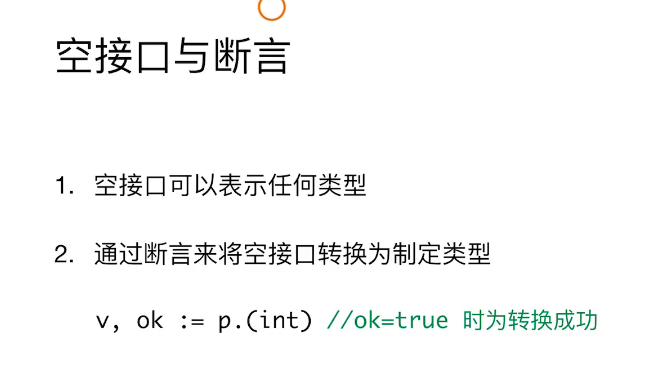 空接口与断言
1. 空接口可以表示任何类型
2. 通过断言来将空接口转换为制定类型
v, ok := p.(int) //ok=true 时为转换成功